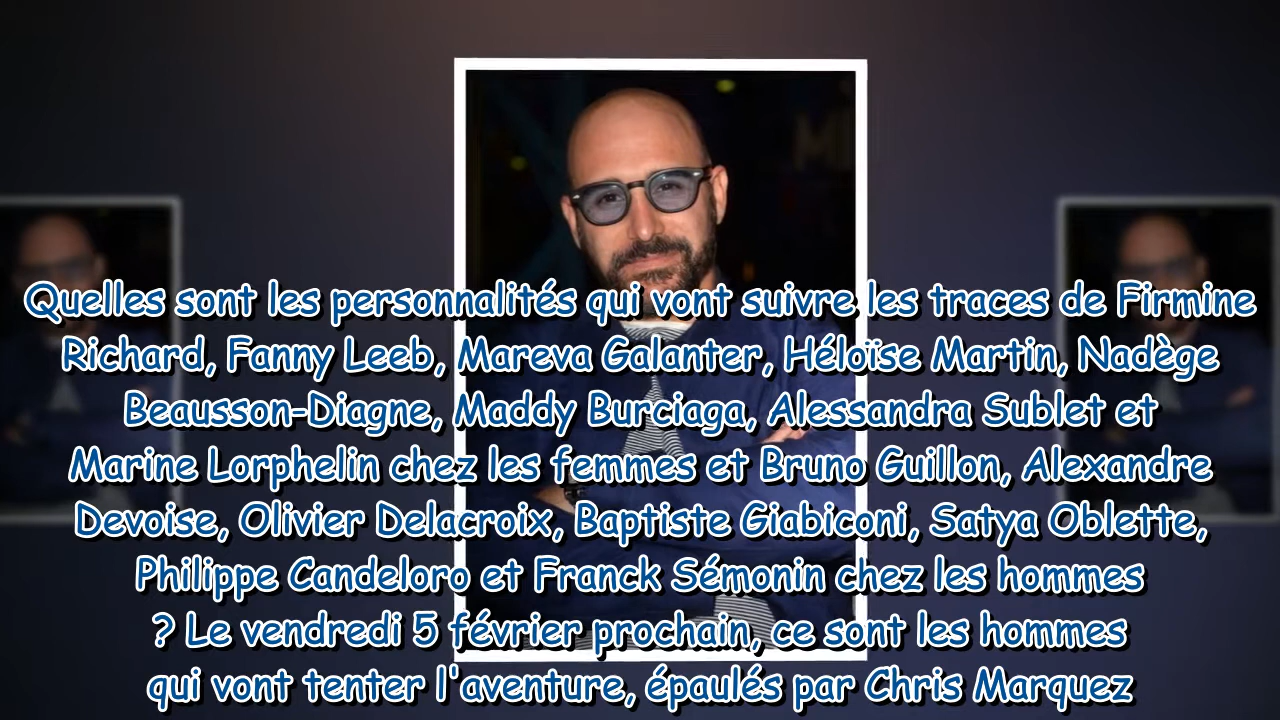 Quelles sont les personnalités qui vont suivre les traces de Firmine
Richard, Fanny Leeb, Mareva Galanter, Héloïse Martin, Nadège
Beausson-Diagne, Maddy Burciaga, Alessandra Sublet et
Marine Lorphelin chez les femmes et Bruno Guillon, Alexandre
Devoise, Olivier Delacroix, Baptiste Giabiconi, Satya Oblette,
Philippe Candeloro et Franck Sémonin chez les hommes
? Le vendredi 5 février prochain, ce sont les hommes
qui vont tenter l'aventure, épaulés par Chris Marquez